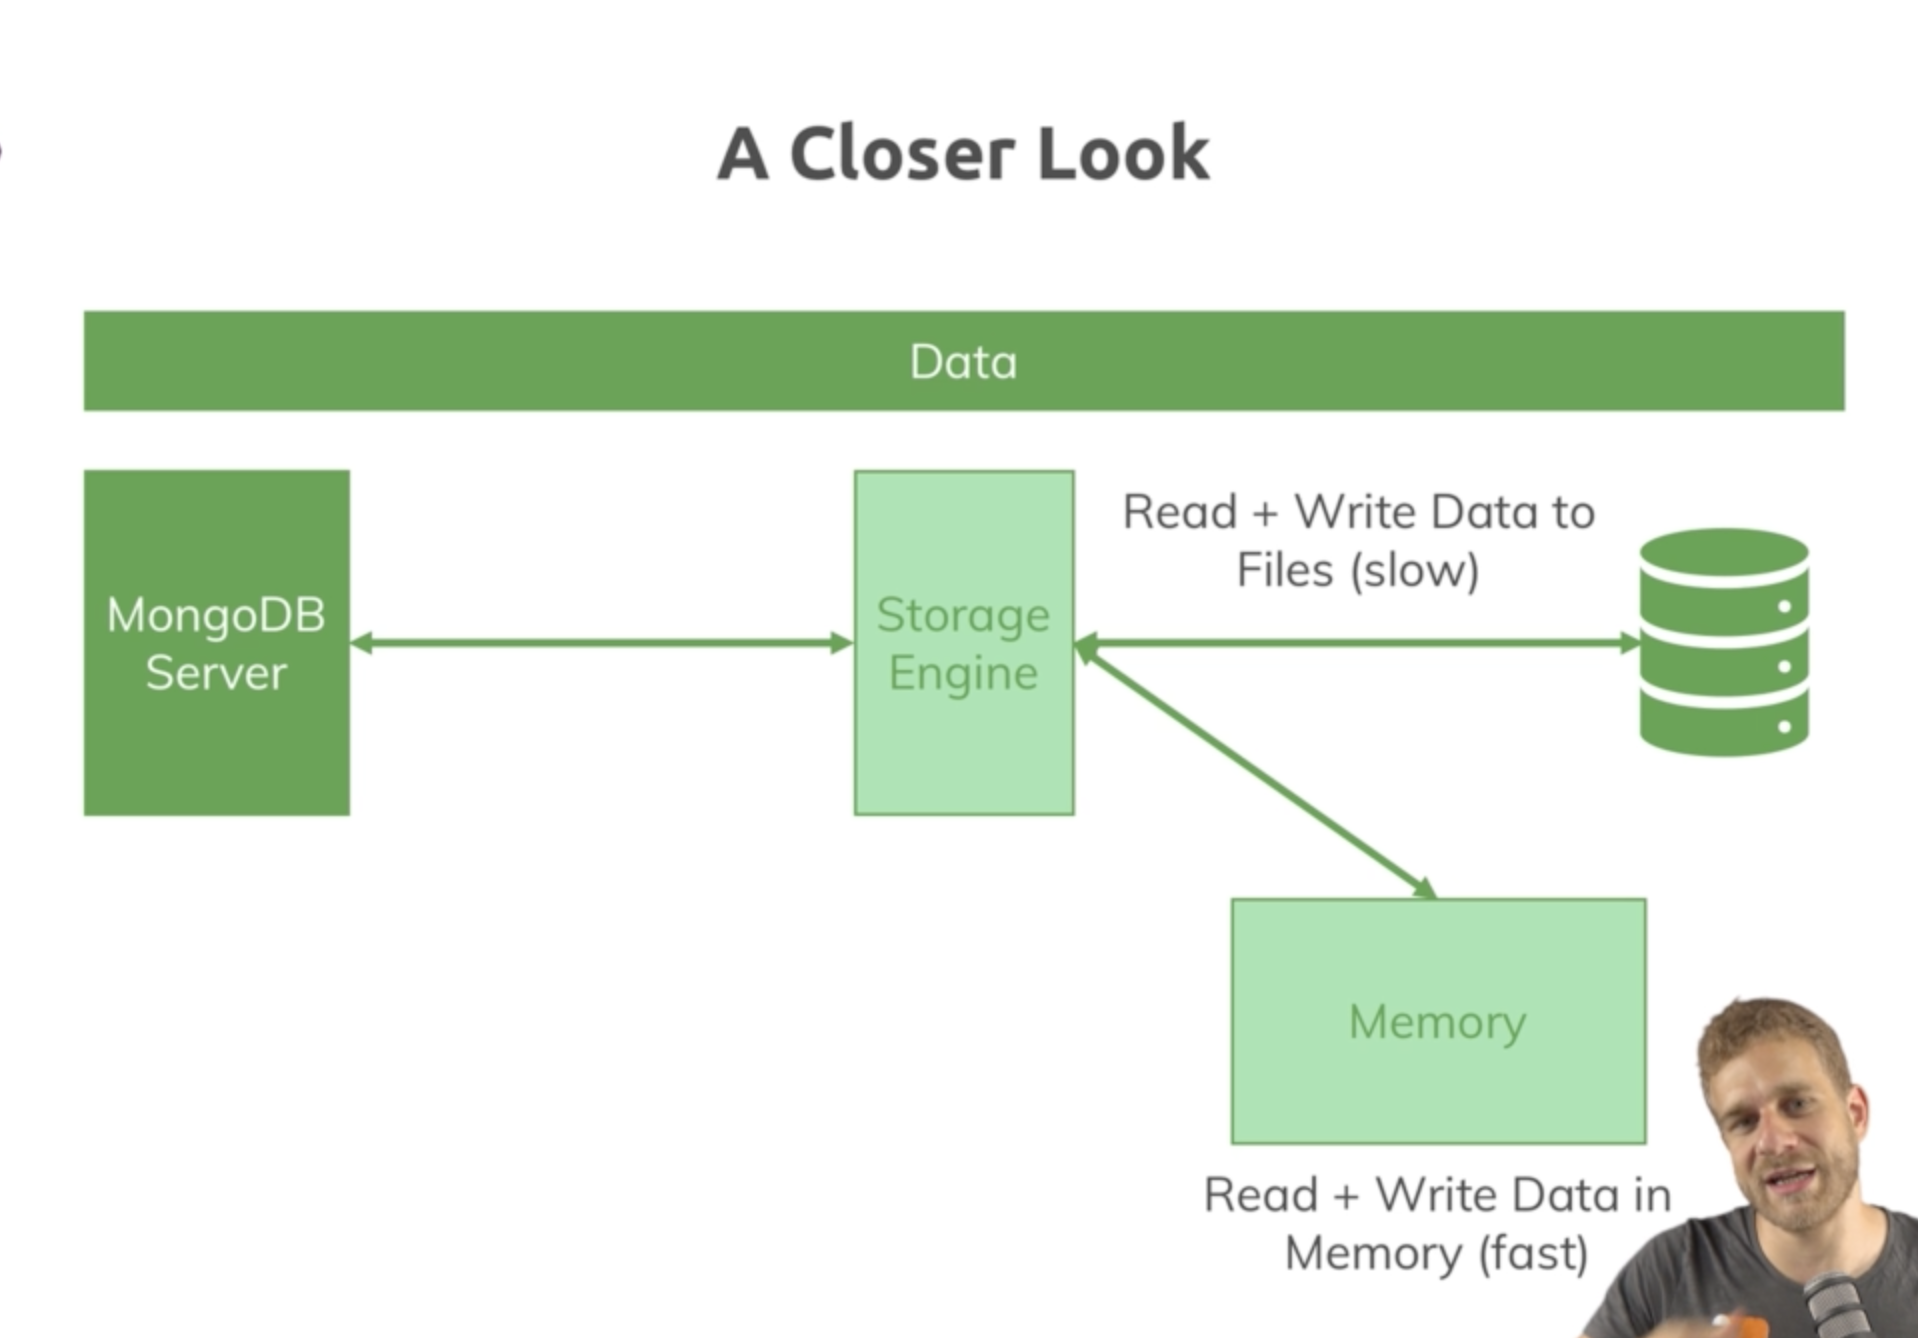 A Closer Look
Data
MongoDB
Server
Storage
Engine
Read + Write Data to
Files (slow)
Memory
Read + Write Data in
Memory (fast)